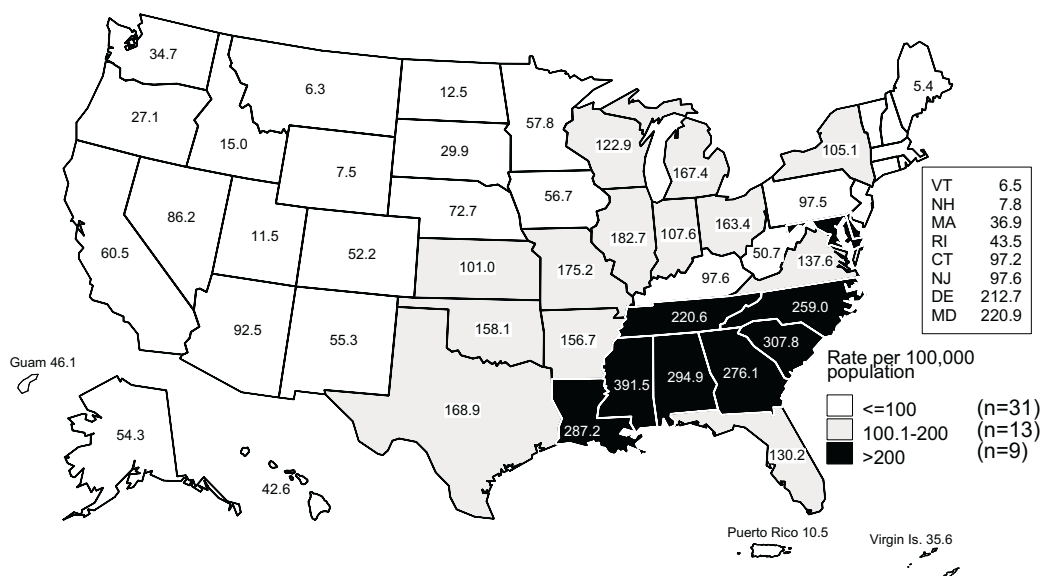 34.7
6.3
12.5
57.8
5.4
27.1
15.0
29.9
122.9
105.1
7.5
167.4
VT 6.5
NH 7.8
MA 36.9
RI 43.5
CT 97.2
NJ 97.6
DE 212.7
MD 220.9
86.2
72.7
56.7
97.5
11.5
182.7
107.6
163.4
60.5
52.2
50.7
137.6
101.0
175.2
97.6
92.5
55.3
158.1
156.7
220.6
259.0
307.8
Guam 46.1
391.5
294.9
276.1
Rate per 100,000
population
<=100 (n=31)
100.1-200 (n=13)
>200 (n=9)
168.9
287.2
54.3
130.2
42.6
Puerto Rico 10.5
Virgin Is. 35.6